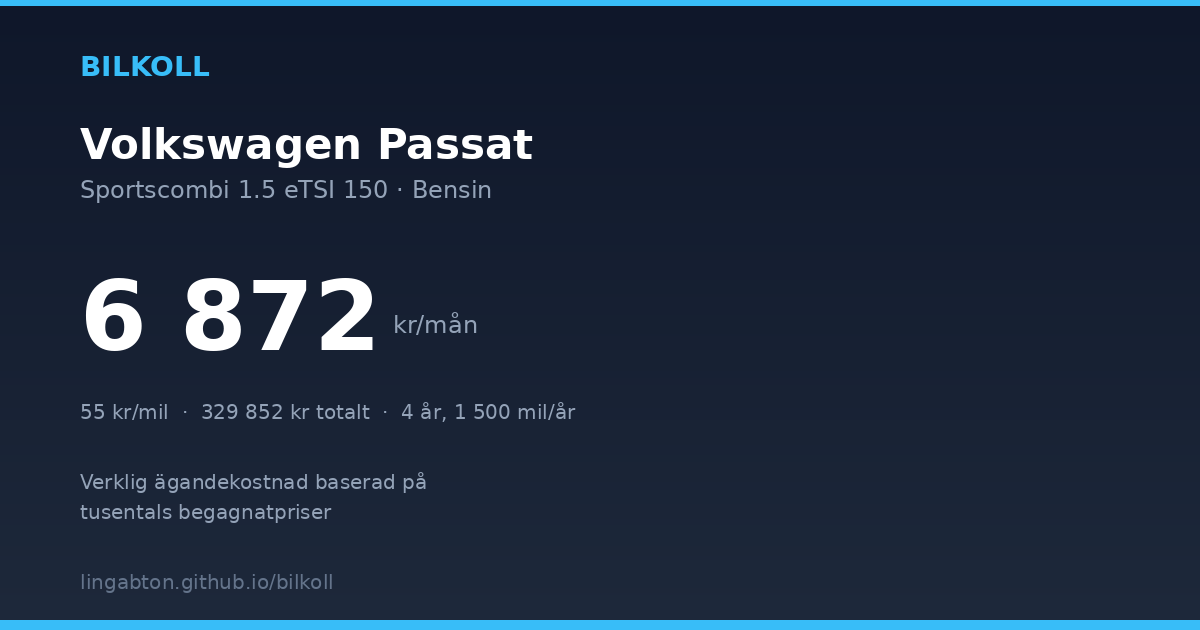 BILKOLL
Volkswagen Passat
Sportscombi 1.5 eTSI 150 · Bensin
6 872 kr/mån
55 kr/mil · 329 852 kr totalt · 4 år, 1 500 mil/år
Verklig ägandekostnad baserad på
tusentals begagnatpriser
lingabton.github.io/bilkoll